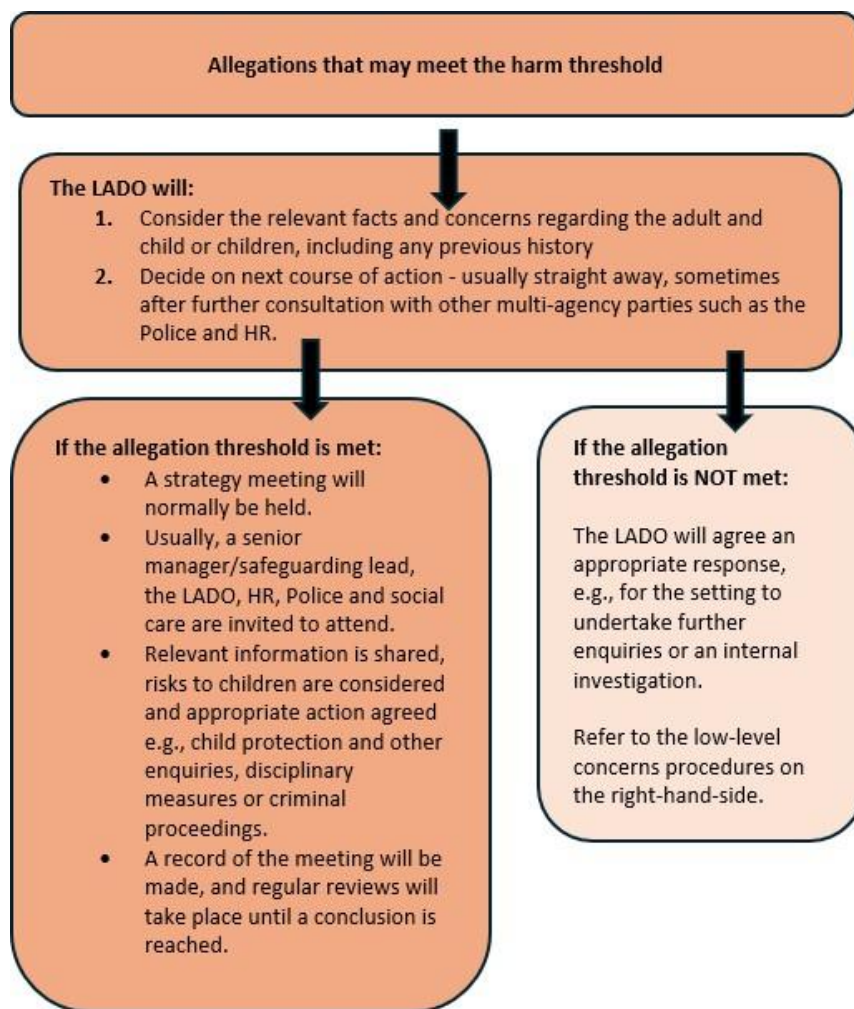 Allegations that may meet the harm threshold
The LADO will:
1. Consider the relevant facts and concerns regarding the adult and
child or children, including any previous history
2. Decide on next course of action - usually straight away, sometimes
after further consultation with other multi-agency parties such as the
Police and HR.
If the allegation threshold is met:
• A strategy meeting will
normally be held.
• Usually, a senior
manager/safeguarding lead,
the LADO, HR, Police and social
care are invited to attend.
• Relevant information is shared,
risks to children are considered
and appropriate action agreed
e.g., child protection and other
enquiries, disciplinary
measures or criminal
proceedings.
• A record of the meeting will be
made, and regular reviews will
take place until a conclusion is
reached.
If the allegation
threshold is NOT met:
The LADO will agree an
appropriate response,
e.g., for the setting to
undertake further
enquiries or an internal
investigation.
Refer to the low-level
concerns procedures on
the right-hand-side.